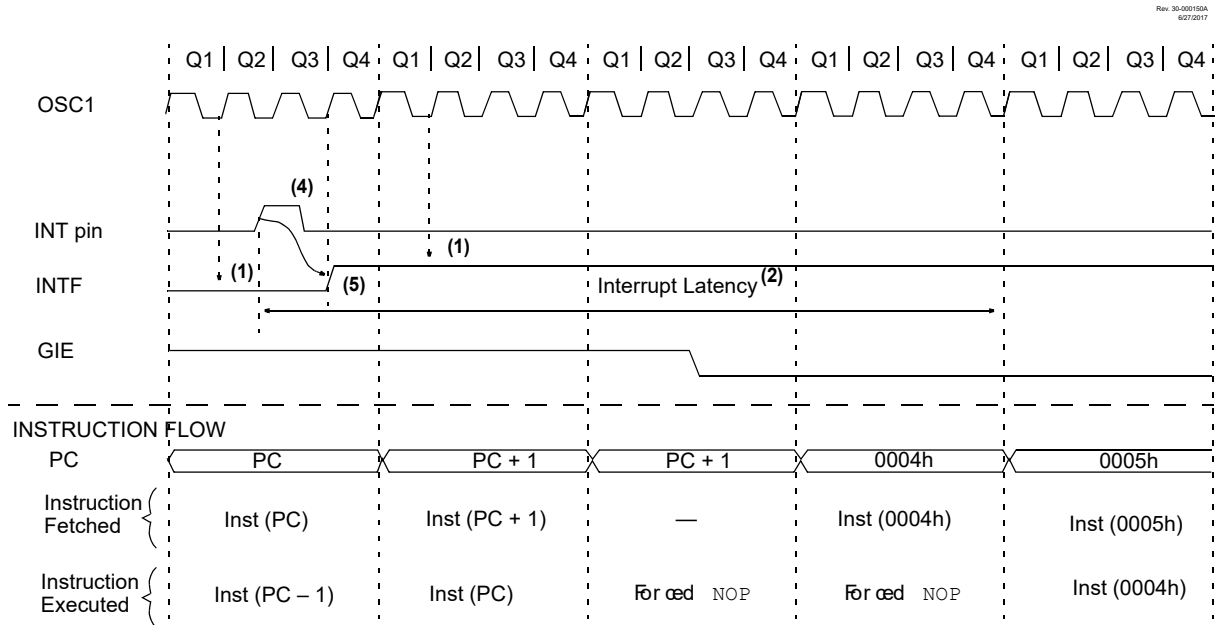 Rev. 30-000150A
6/27/2017
Q1 Q2 Q3 Q4 Q1 Q2 Q3 Q4 Q1 Q2 Q3 Q4 Q1 Q2 Q3 Q4 Q1 Q2 Q3 Q4
OSC1
(4)
INT pin
(1)
(1)
INTF
(5)
Interrupt Latency (2)
GIE
INSTRUCTION FLOW
PC PC PC + 1 PC + 1 0004h 0005h
Instruction
Fetched
Inst (PC) Inst (PC + 1) — Inst (0004h) Inst (0005h)
Instruction
Executed
Inst (PC – 1) Inst (PC) Forced NOP Forced NOP Inst (0004h)